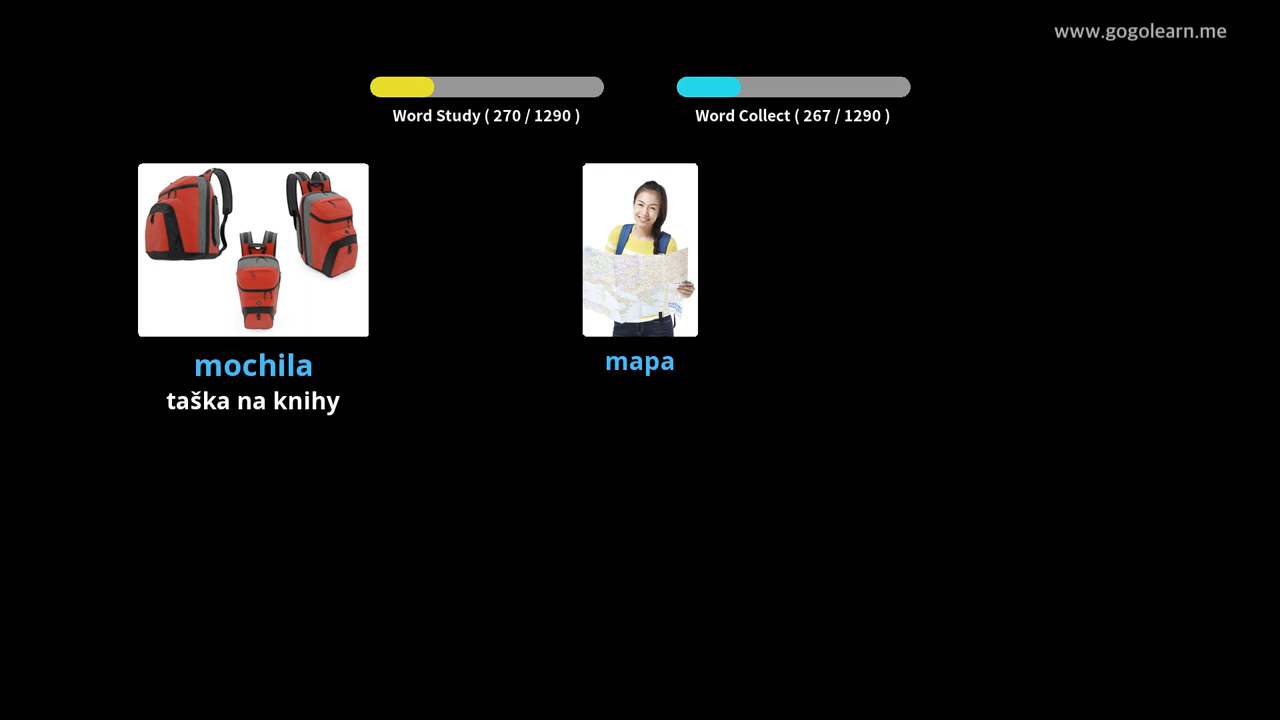 www.gogolearn.me
Word Study ( 270 / 1290 )
Word Collect ( 267 / 1290 )
mochila
taška na knihy
mapa